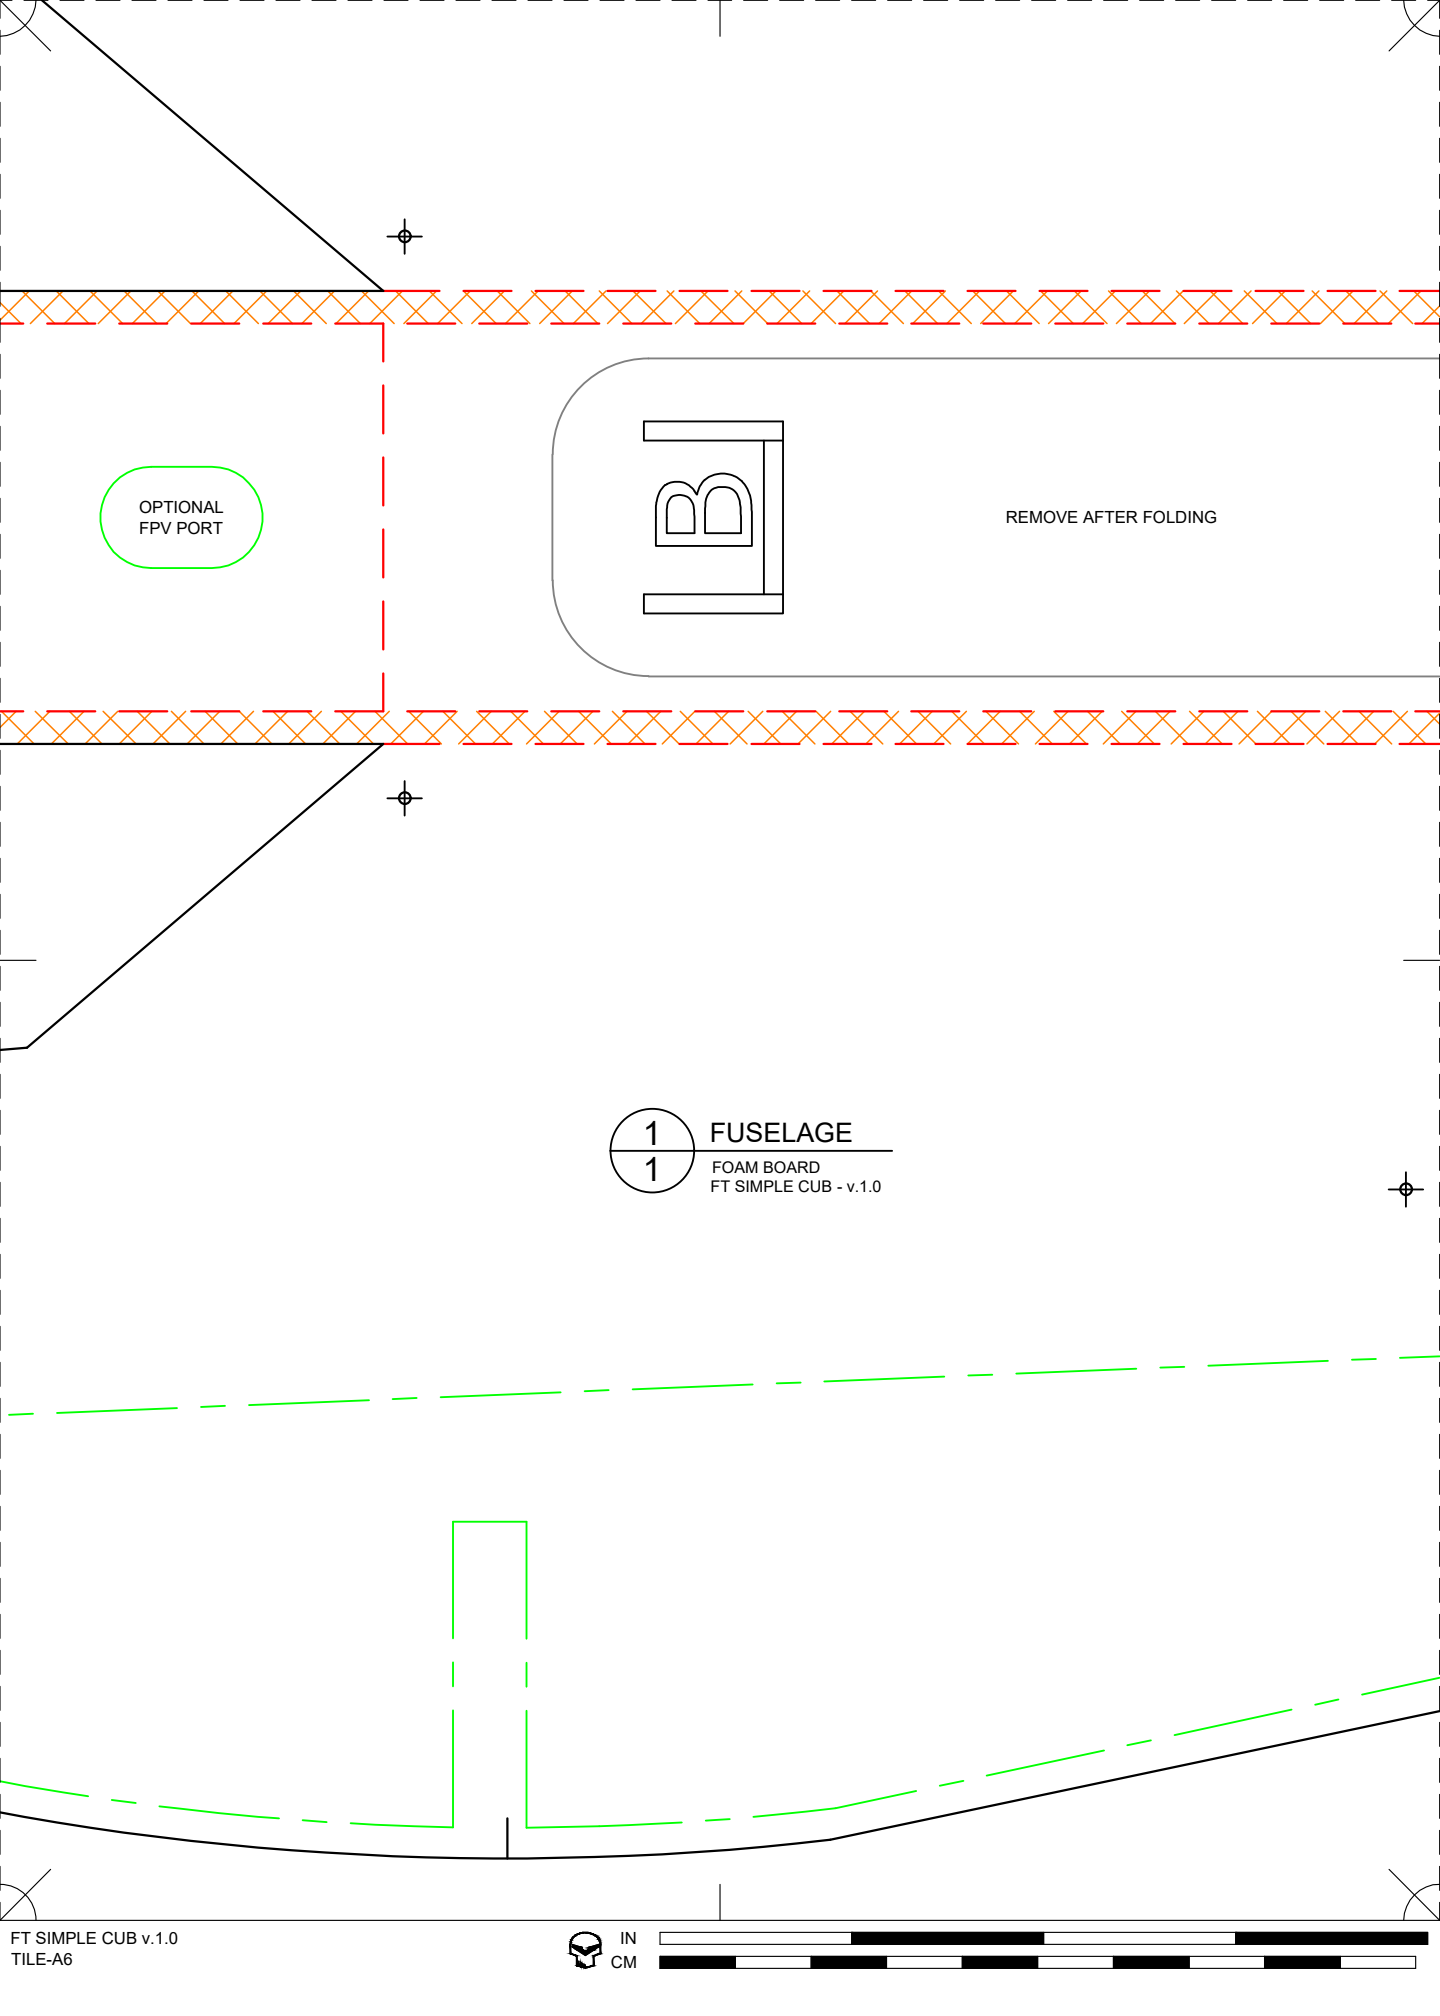 OPTIONAL
FPV PORT
B
REMOVE AFTER FOLDING
1
1
FUSELAGE
FOAM BOARD
FT SIMPLE CUB - v.1.0
FT SIMPLE CUB v.1.0
TILE-A6
IN
CM